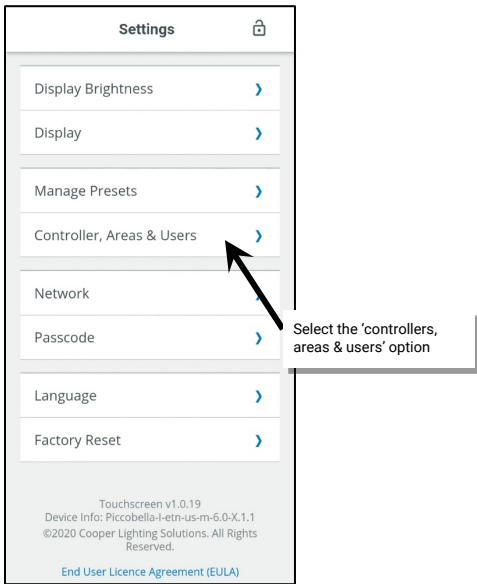 Settings
Display Brightness
Display
Manage Presets
Controller, Areas & Users
Network
Passcode
Select the ‘controllers,
areas & users’ option
Language
Factory Reset
Touchscreen v1.0.19
Device Info: Piccobella-I-etn-us-m-6.0-X.1.1
©2020 Cooper Lighting Solutions. All Rights
Reserved.
End User Licence Agreement (EULA)